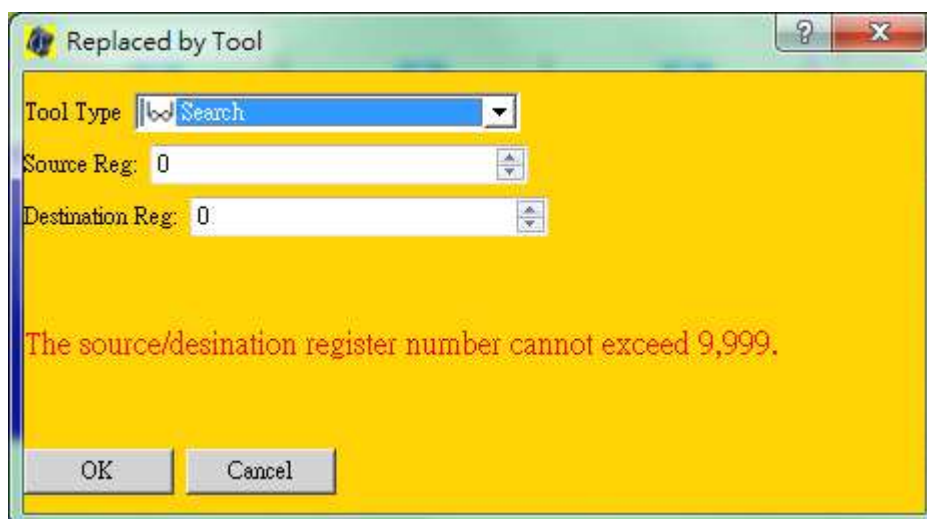 Replaced by Tool
Tool Type Search
Source Reg: 0
Destination Reg: 0
The source/desination register number cannot exceed 9,999.
OK Cancel